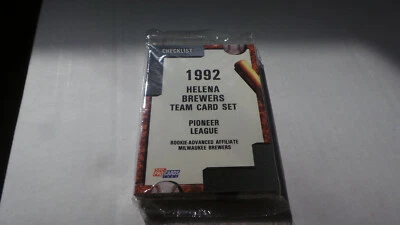 CHECKLIST
1992
HELENA
BREWERS
TEAM CARD SET
PIONEER
LEAGUE
ROOKIE-ADVANCED AFFILIATE
MILWAUKEE BREWERS